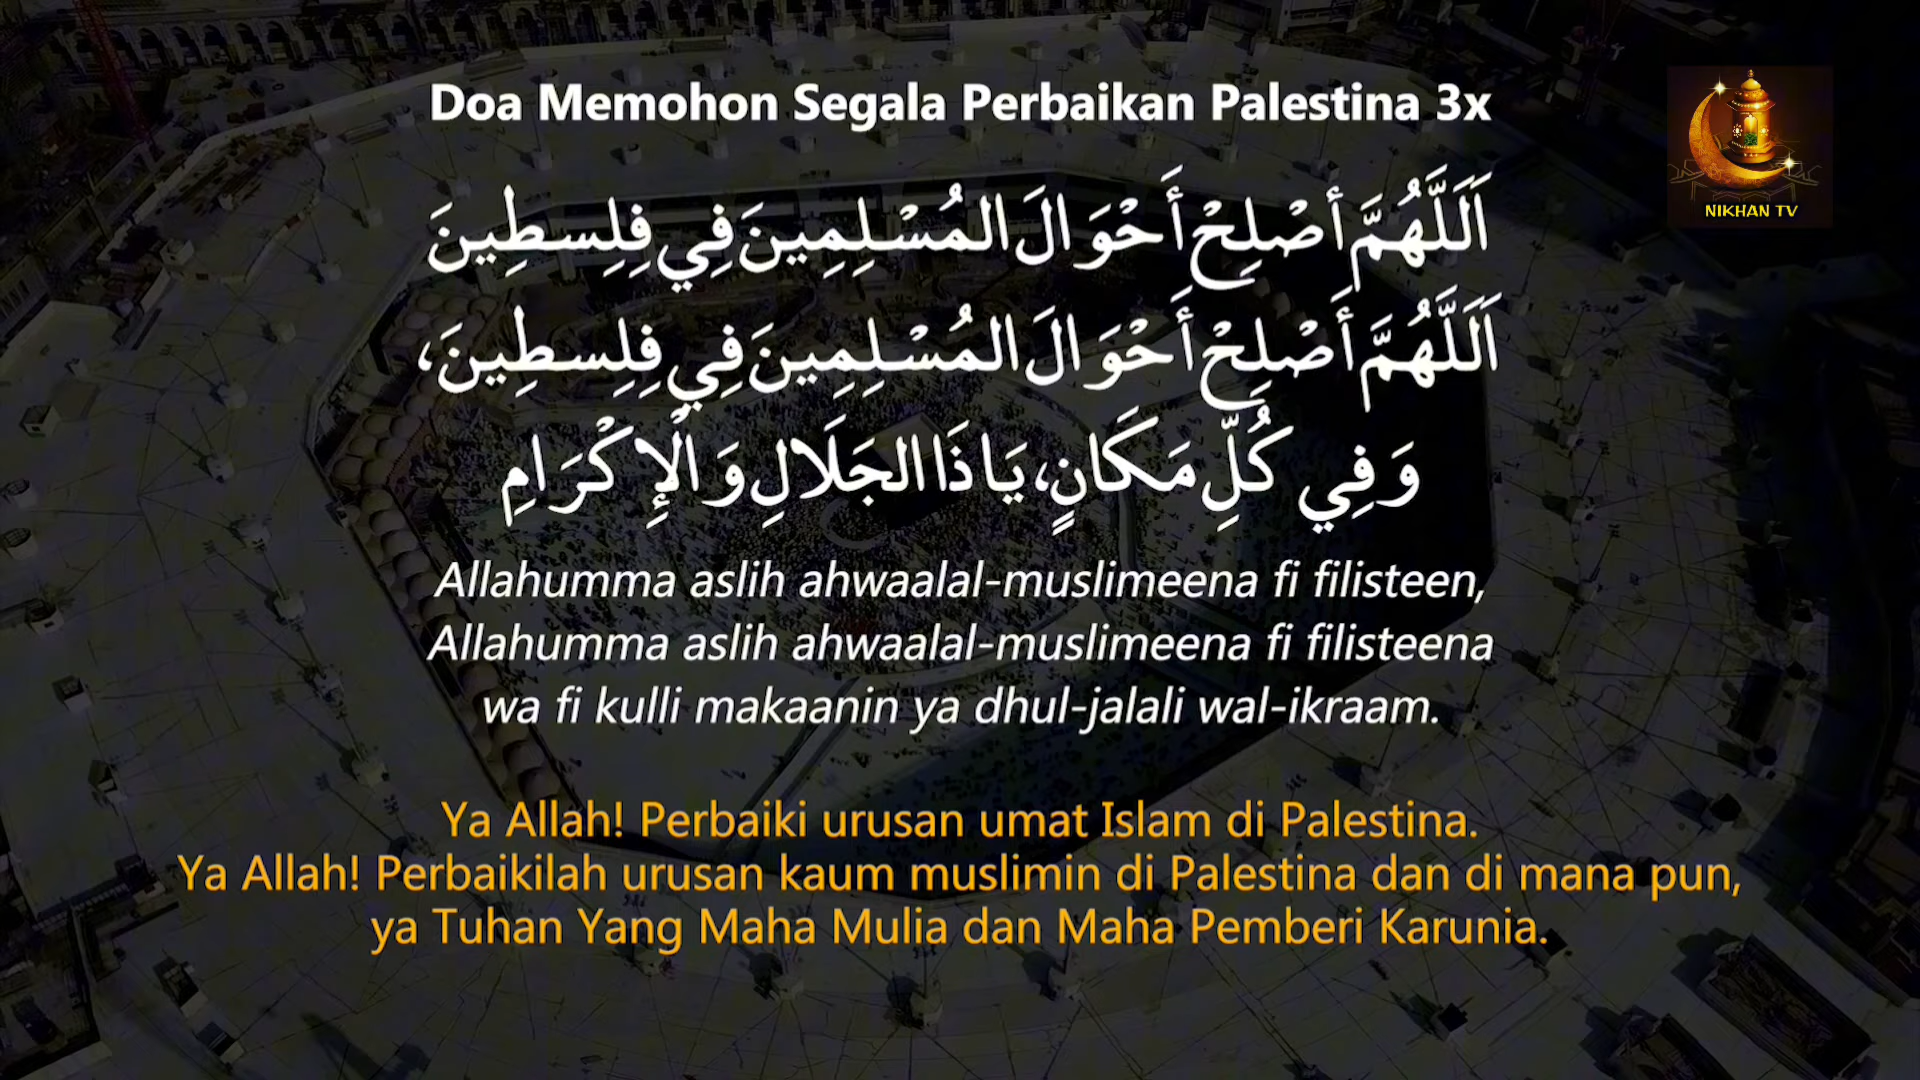 Doa Memohon Segala Perbaikan Palestina 3x
اَللَّهُمَّ أَصْلِحْ أَحْوَالَ المُسْلِمِينَ فِي فِلِسطِينَ
اَللَّهُمَّ أَصْلِحْ أَحْوَالَ المُسْلِمِينَ فِي فِلِسطِينَ،
وَفِي كُلِّ مَكَانٍ، يَا ذَا الجَلَالِ وَالْإِكْرَامِ
Allahumma aslih ahwaalal-muslimeena fi filisteen,
Allahumma aslih ahwaalal-muslimeena fi filisteena
wa fi kulli makaanin ya dhul-jalali wal-ikraam.
Ya Allah! Perbaiki urusan umat Islam di Palestina.
Ya Allah! Perbaikilah urusan kaum muslimin di Palestina dan di mana pun,
ya Tuhan Yang Maha Mulia dan Maha Pemberi Karunia.
NIKHAN TV